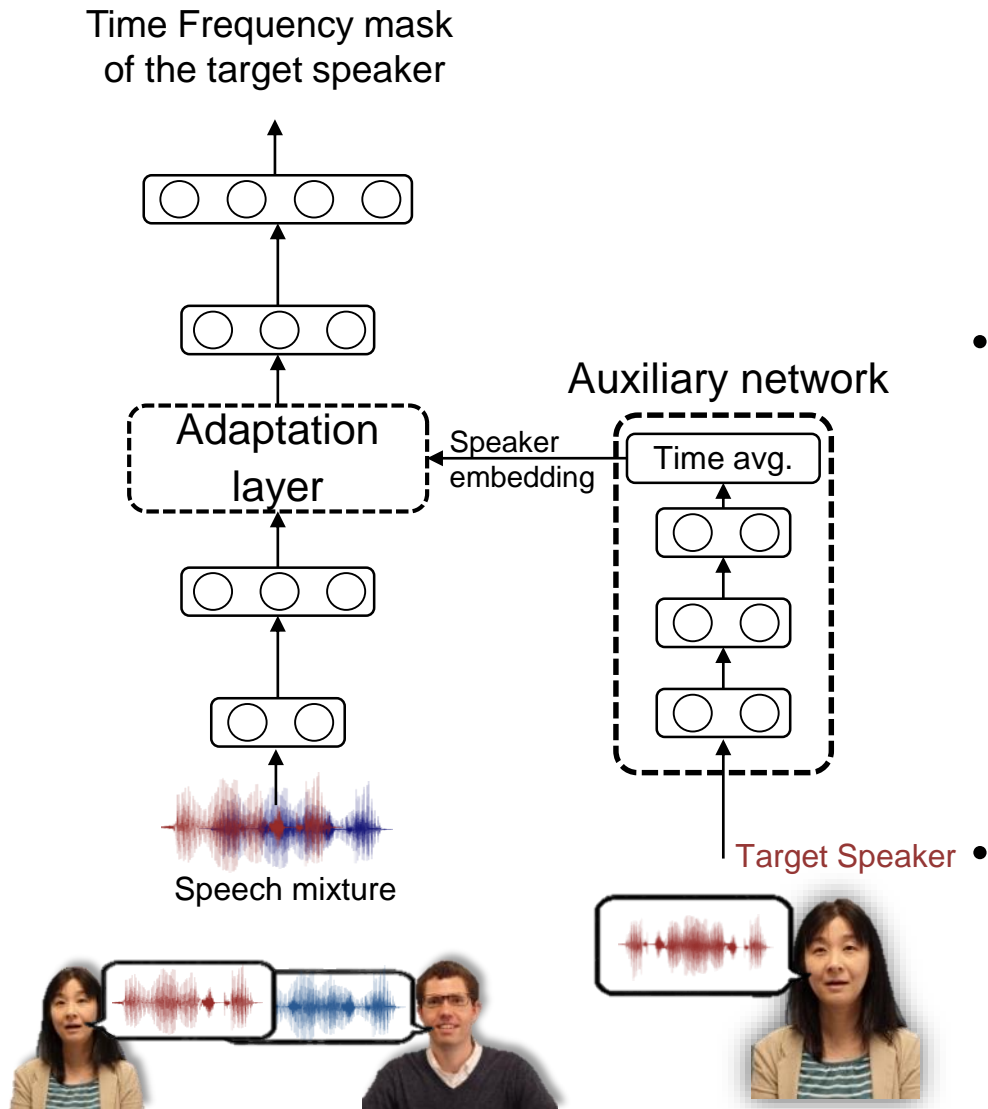 Time Frequency mask
of the target speaker
Auxiliary network
Adaptation
layer
Speaker
embedding
Time avg.
Target Speaker
Speech mixture